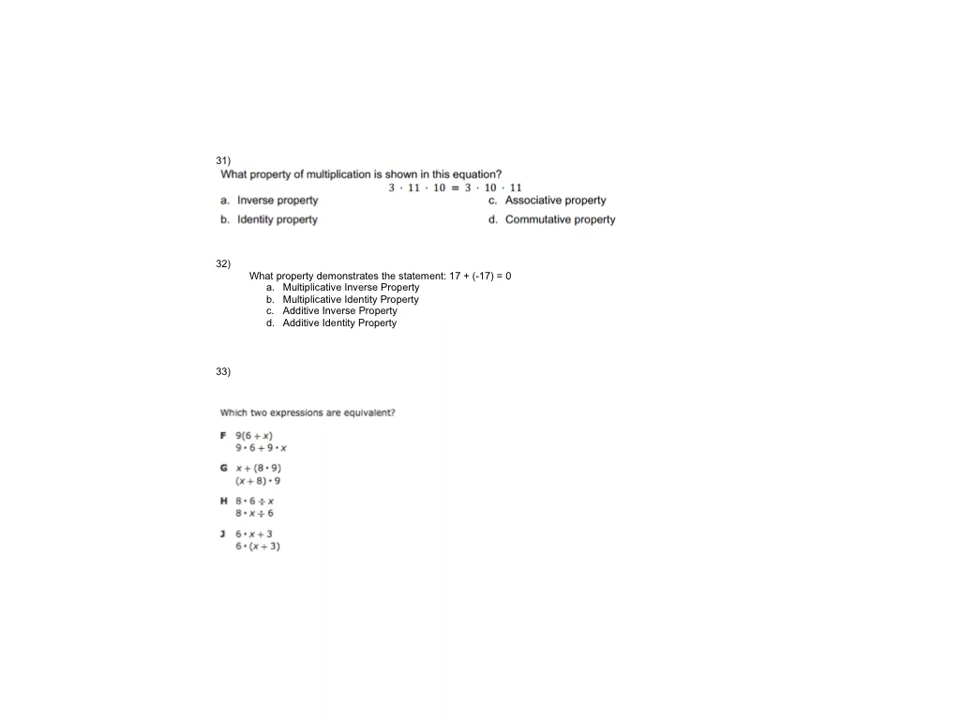 31)
What property of multiplication is shown in this equation?
3 · 11 · 10 = 3 · 10 · 11
a. Inverse property c. Associative property
b. Identity property d. Commutative property
32)
What property demonstrates the statement: 17 + (-17) = 0
a. Multiplicative Inverse Property
b. Multiplicative Identity Property
c. Additive Inverse Property
d. Additive Identity Property
33)
Which two expressions are equivalent?
F 9(6 + x)
9 • 6 + 9 • x
G x + (8 • 9)
(x + 8) • 9
H 8 • 6 ÷ x
8 • x ÷ 6
J 6 • x + 3
6 • (x + 3)